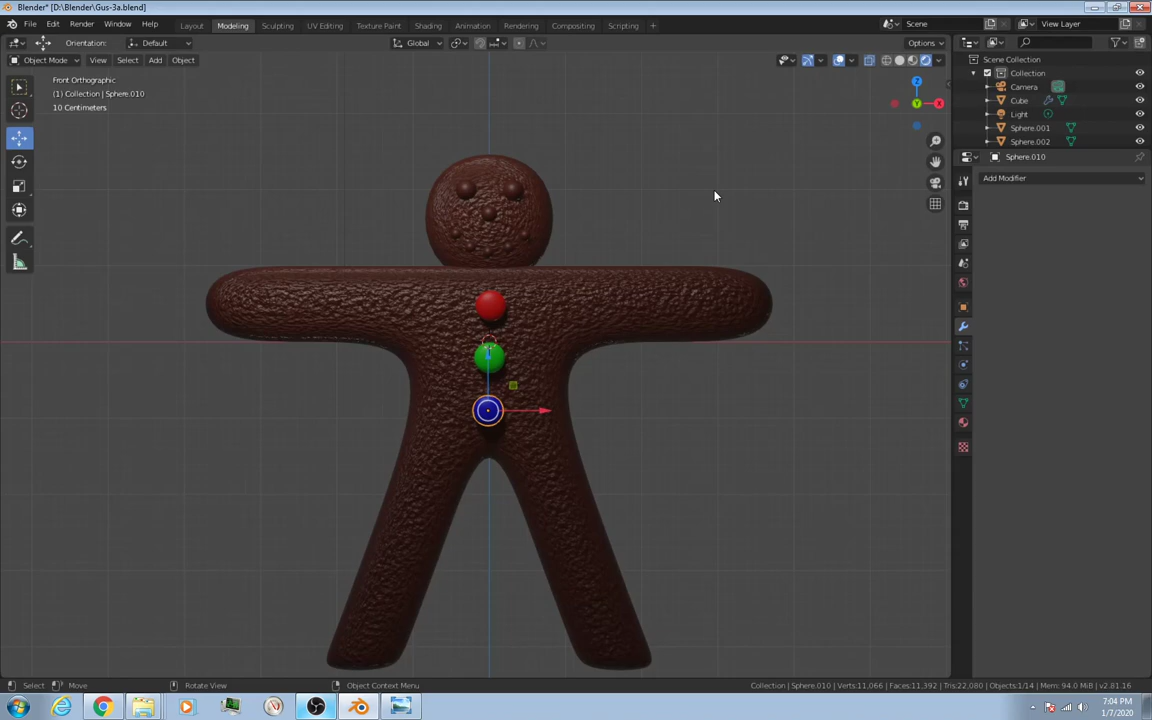 Blender* [D:\Blender\Gus-3a.blend]
File Edit Render Window Help Layout Modeling Sculpting UV Editing Texture Paint Shading Animation Rendering Compositing Scripting + Scene View Layer
Orientation: Default Global Options
Object Mode View Select Add Object
Front Orthographic
(1) Collection | Sphere.010
10 Centimeters
Z
Y
X
Scene Collection
Collection
Camera
Cube
Light
Sphere.001
Sphere.002
Sphere.010
Add Modifier
Select Move Rotate View Object Context Menu Collection | Sphere.010 | Verts:11,066 | Faces:11,392 | Tris:22,080 | Objects:1/14 | Mem: 94.0 MiB | v2.81.16
7:04 PM
1/7/2020